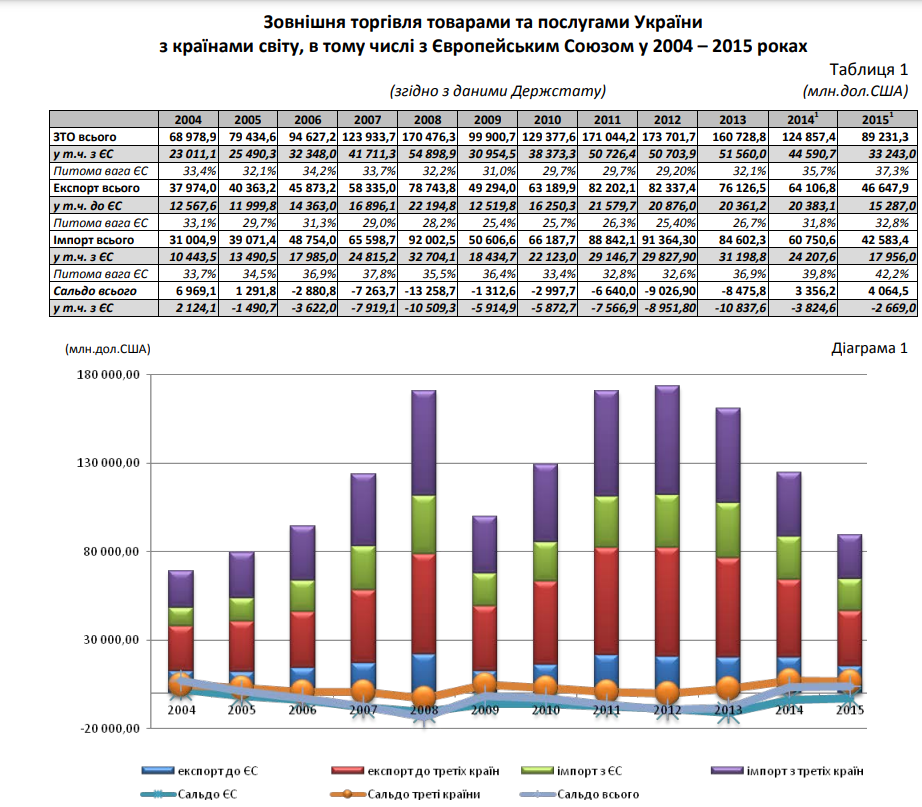 Зовнішня торгівля товарами та послугами України
з країнами світу, в тому числі з Європейським Союзом у 2004 – 2015 роках
Таблиця 1
(згідно з даними Держстату) (млн.дол.США)
2004 2005 2006 2007 2008 2009 2010 2011 2012 2013 2014¹ 2015¹
ЗТО всього 68 978,9 79 434,6 94 627,2 123 933,7 170 476,3 99 900,7 129 377,6 171 044,2 173 701,7 160 728,8 124 857,4 89 231,3
у т.ч. з ЄС 23 011,1 25 490,3 32 348,0 41 711,3 54 898,9 30 954,5 38 373,3 50 726,4 50 703,9 51 560,0 44 590,7 33 243,0
Питома вага ЄС 33,4% 32,1% 34,2% 33,7% 32,2% 31,0% 29,7% 29,7% 29,20% 32,1% 35,7% 37,3%
Експорт всього 37 974,0 40 363,2 45 873,2 58 335,0 78 743,8 49 294,0 63 189,9 82 202,1 82 337,4 76 126,5 64 106,8 46 647,9
у т.ч. до ЄС 12 567,6 11 999,8 14 363,0 16 896,1 22 194,8 12 519,8 16 250,3 21 579,7 20 876,0 20 361,2 20 383,1 15 287,0
Питома вага ЄС 33,1% 29,7% 31,3% 29,0% 28,2% 25,4% 25,7% 26,3% 25,40% 26,7% 31,8% 32,8%
Імпорт всього 31 004,9 39 071,4 48 754,0 65 598,7 92 002,5 50 606,6 66 187,7 88 842,1 91 364,30 84 602,3 60 750,6 42 583,4
у т.ч. з ЄС 10 443,5 13 490,5 17 985,0 24 815,2 32 704,1 18 434,7 22 123,0 29 146,7 29 827,90 31 198,8 24 207,6 17 956,0
Питома вага ЄС 33,7% 34,5% 36,9% 37,8% 35,5% 36,4% 33,4% 32,8% 32,6% 36,9% 39,8% 42,2%
Сальдо всього 6 969,1 1 291,8 -2 880,8 -7 263,7 -13 258,7 -1 312,6 -2 997,7 -6 640,0 -9 026,90 -8 475,8 3 356,2 4 064,5
у т.ч. з ЄС 2 124,1 -1 490,7 -3 622,0 -7 919,1 -10 509,3 -5 914,9 -5 872,7 -7 566,9 -8 951,80 -10 837,6 -3 824,6 -2 669,0
(млн.дол.США) Діаграма 1
180 000,00
130 000,00
80 000,00
30 000,00
2004 2005 2006 2007 2008 2009 2010 2011 2012 2013 2014 2015
-20 000,00
експорт до ЄС експорт до третіх країн імпорт з ЄС імпорт з третіх країн
Сальдо ЄС Сальдо треті країни Сальдо всього